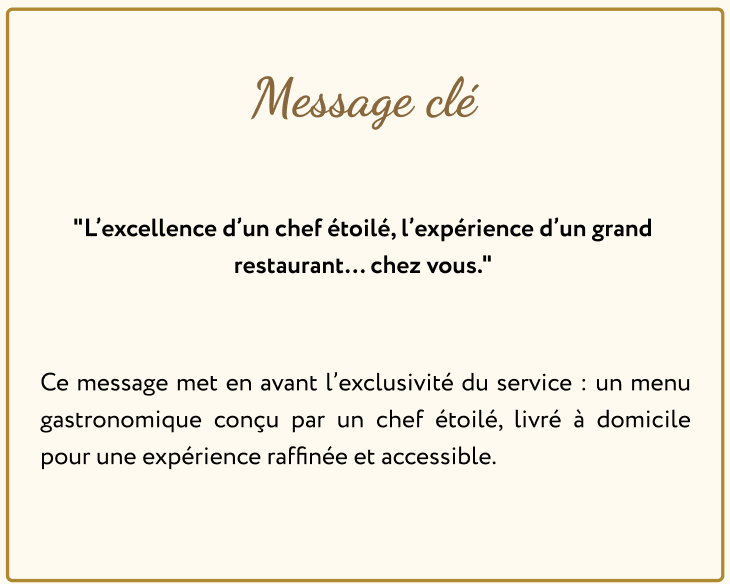 Message clé
"L’excellence d’un chef étoilé, l’expérience d’un grand
restaurant... chez vous."
Ce message met en avant l’exclusivité du service : un menu
gastronomique conçu par un chef étoilé, livré à domicile
pour une expérience raffinée et accessible.